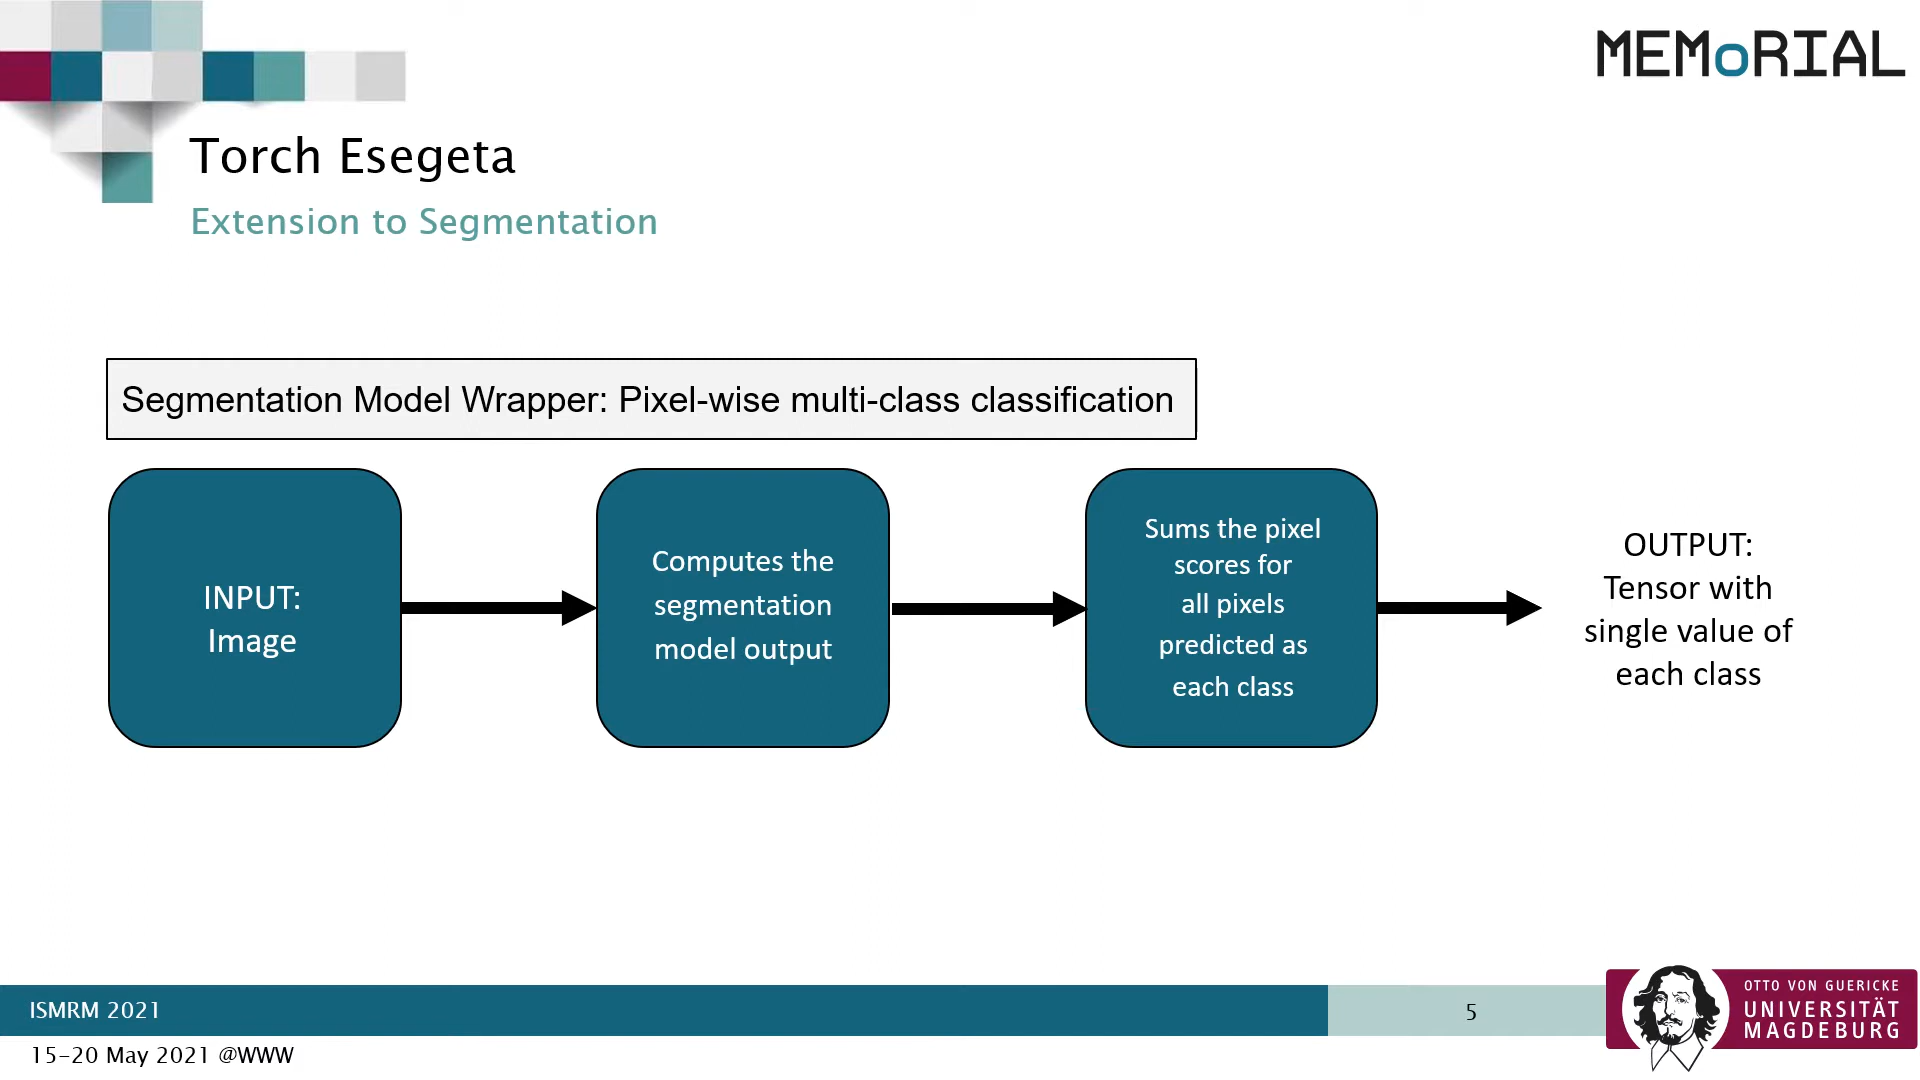 MEMoRIAL
Torch Esegeta
Extension to Segmentation
Segmentation Model Wrapper: Pixel-wise multi-class classification
INPUT:
Image
Computes the
segmentation
model output
Sums the pixel
scores for
all pixels
predicted as
each class
OUTPUT:
Tensor with
single value of
each class
ISMRM 2021
5
OTTO VON GUERICKE
UNIVERSITÄT
MAGDEBURG
15-20 May 2021 @WWW